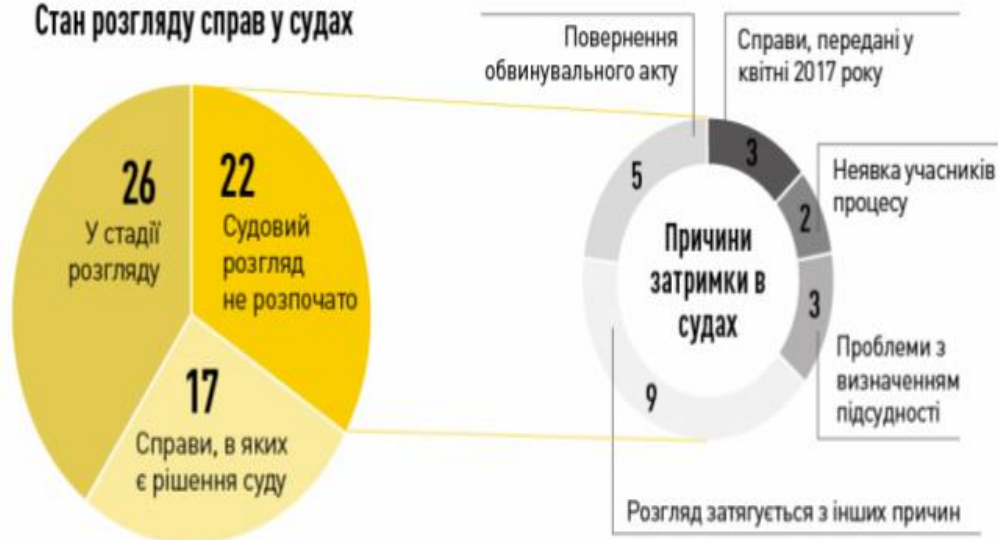 Стан розгляду справ у судах
26
У стадії
розгляду
22
Судовий
розгляд
не розпочато
17
Справи, в яких
є рішення суду
Повернення
обвинувального акту
Справи, передані у
квітні 2017 року
Неявка учасників
процесу
Проблеми з
визначенням
підсудності
Розгляд затягується з інших причин
Причини
затримки в
судах
5
3
2
3
9